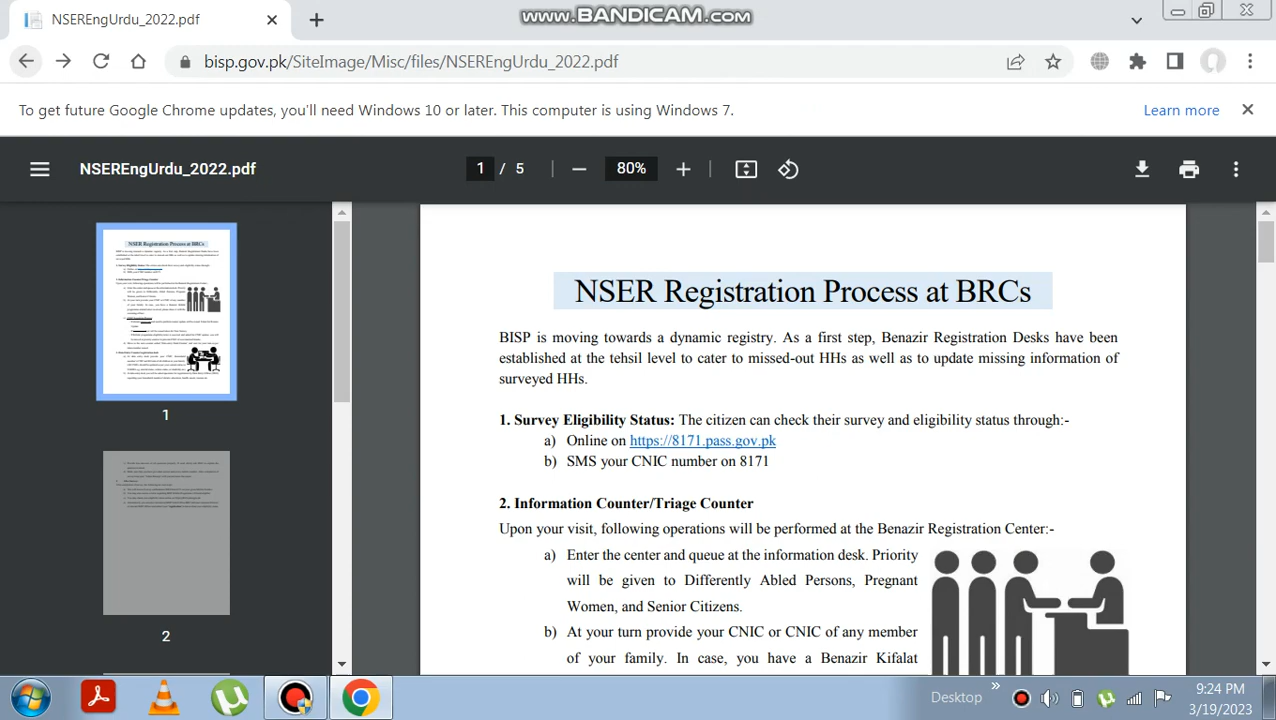 NSEREngUrdu_2022.pdf
www.BANDICAM.com
bisp.gov.pk/SiteImage/Misc/files/NSEREngUrdu_2022.pdf
To get future Google Chrome updates, you'll need Windows 10 or later. This computer is using Windows 7.
Learn more
NSEREngUrdu_2022.pdf
1 / 5
80%
1
2
NSER Registration Process at BRCs
BISP is moving towards a dynamic registry. As a first step, Benazir Registration Desks have been
established at the tehsil level to cater to missed-out HHs as well as to update missing information of
surveyed HHs.
1. Survey Eligibility Status: The citizen can check their survey and eligibility status through:-
a) Online on https://8171.pass.gov.pk
b) SMS your CNIC number on 8171
2. Information Counter/Triage Counter
Upon your visit, following operations will be performed at the Benazir Registration Center:-
a) Enter the center and queue at the information desk. Priority
will be given to Differently Abled Persons, Pregnant
Women, and Senior Citizens.
b) At your turn provide your CNIC or CNIC of any member
of your family. In case, you have a Benazir Kifalat
Desktop
9:24 PM
3/19/2023